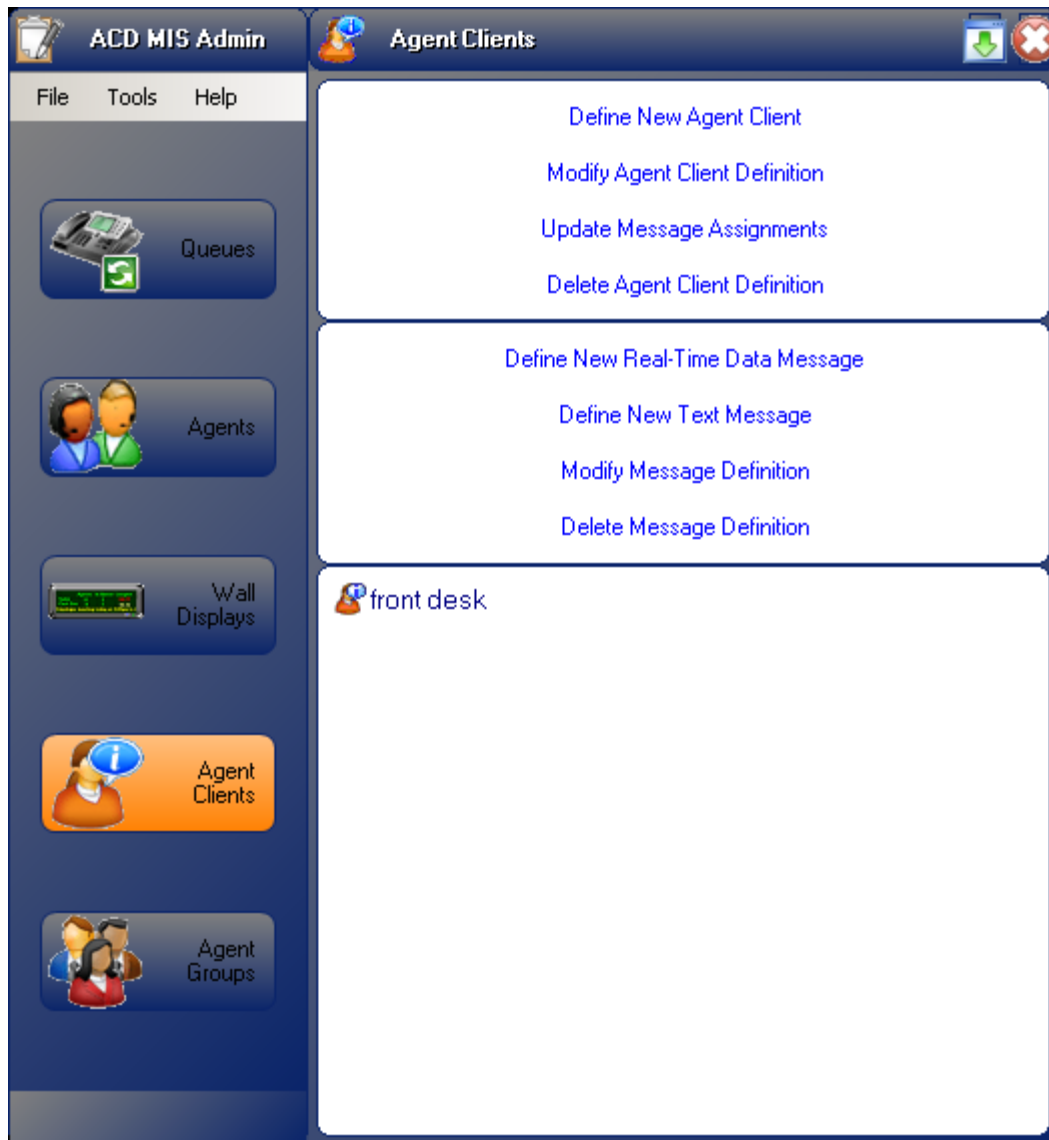 ACD MIS Admin
File Tools Help
Queues
Agents
Wall
Displays
Agent
Clients
Agent
Groups
Agent Clients
Define New Agent Client
Modify Agent Client Definition
Update Message Assignments
Delete Agent Client Definition
Define New Real-Time Data Message
Define New Text Message
Modify Message Definition
Delete Message Definition
front desk